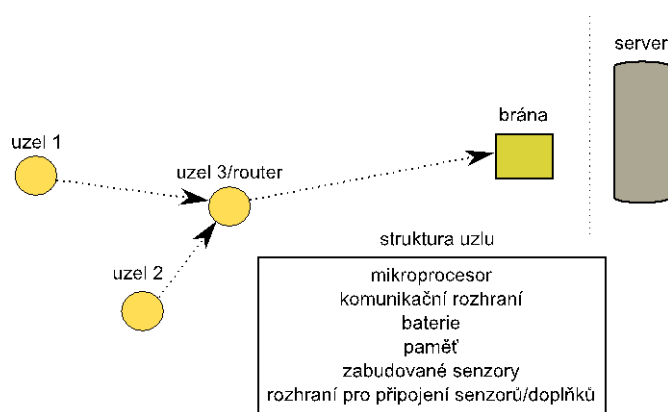 server
brána
uzel 1
uzel 3/router
uzel 2
struktura uzlu
mikroprocesor
komunikační rozhraní
baterie
paměť
zabudované senzory
rozhraní pro připojení senzorů/doplňků